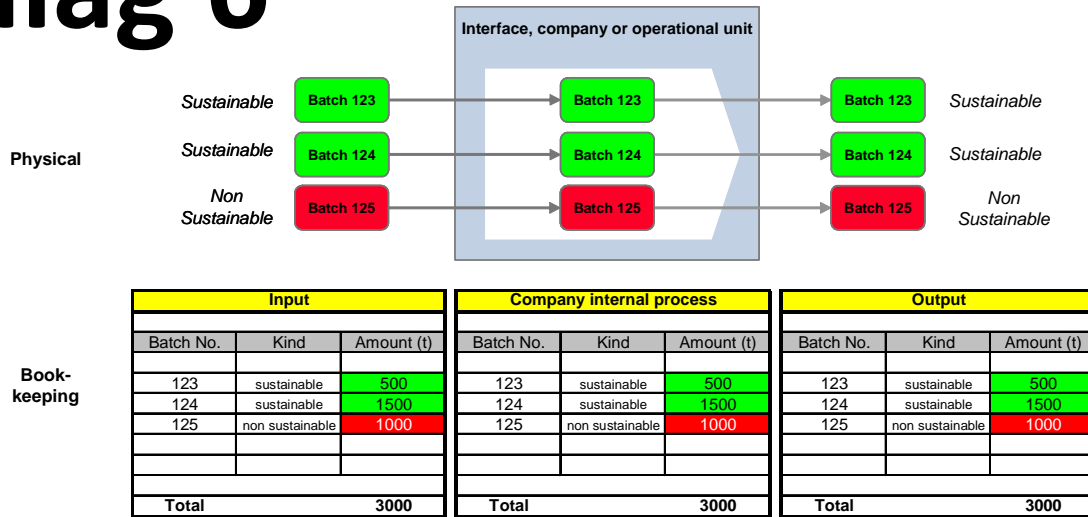 Interface, company or operational unit
Sustainable Batch 123 Batch 123 Batch 123 Sustainable
Physical
Sustainable Batch 124 Batch 124 Batch 124 Sustainable
Non
Sustainable
Batch 125 Batch 125 Batch 125
Non
Sustainable
Book-
keeping
Input
Batch No. Kind Amount (t)
123 sustainable 500
124 sustainable 1500
125 non sustainable 1000
Total 3000
Company internal process
Batch No. Kind Amount (t)
123 sustainable 500
124 sustainable 1500
125 non sustainable 1000
Total 3000
Output
Batch No. Kind Amount (t)
123 sustainable 500
124 sustainable 1500
125 non sustainable 1000
Total 3000